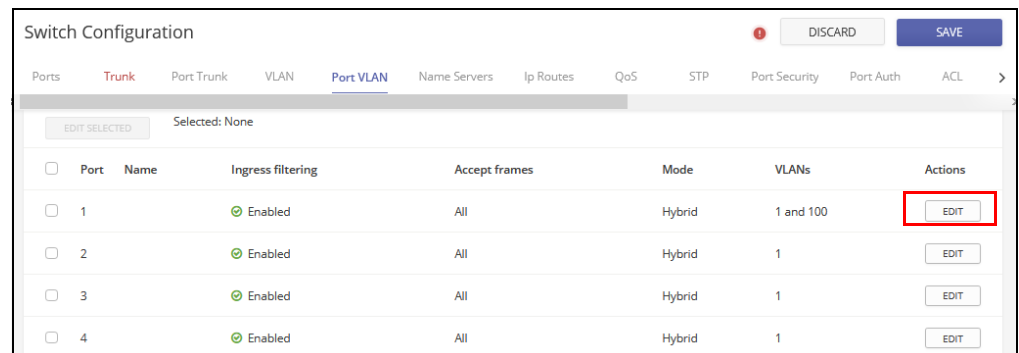 Switch Configuration
! DISCARD SAVE
Ports Trunk Port Trunk VLAN Port VLAN Name Servers Ip Routes QoS STP Port Security Port Auth ACL >
EDIT SELECTED Selected: None
Port Name Ingress filtering Accept frames Mode VLANs Actions
1 Enabled All Hybrid 1 and 100 EDIT
2 Enabled All Hybrid 1 EDIT
3 Enabled All Hybrid 1 EDIT
4 Enabled All Hybrid 1 EDIT